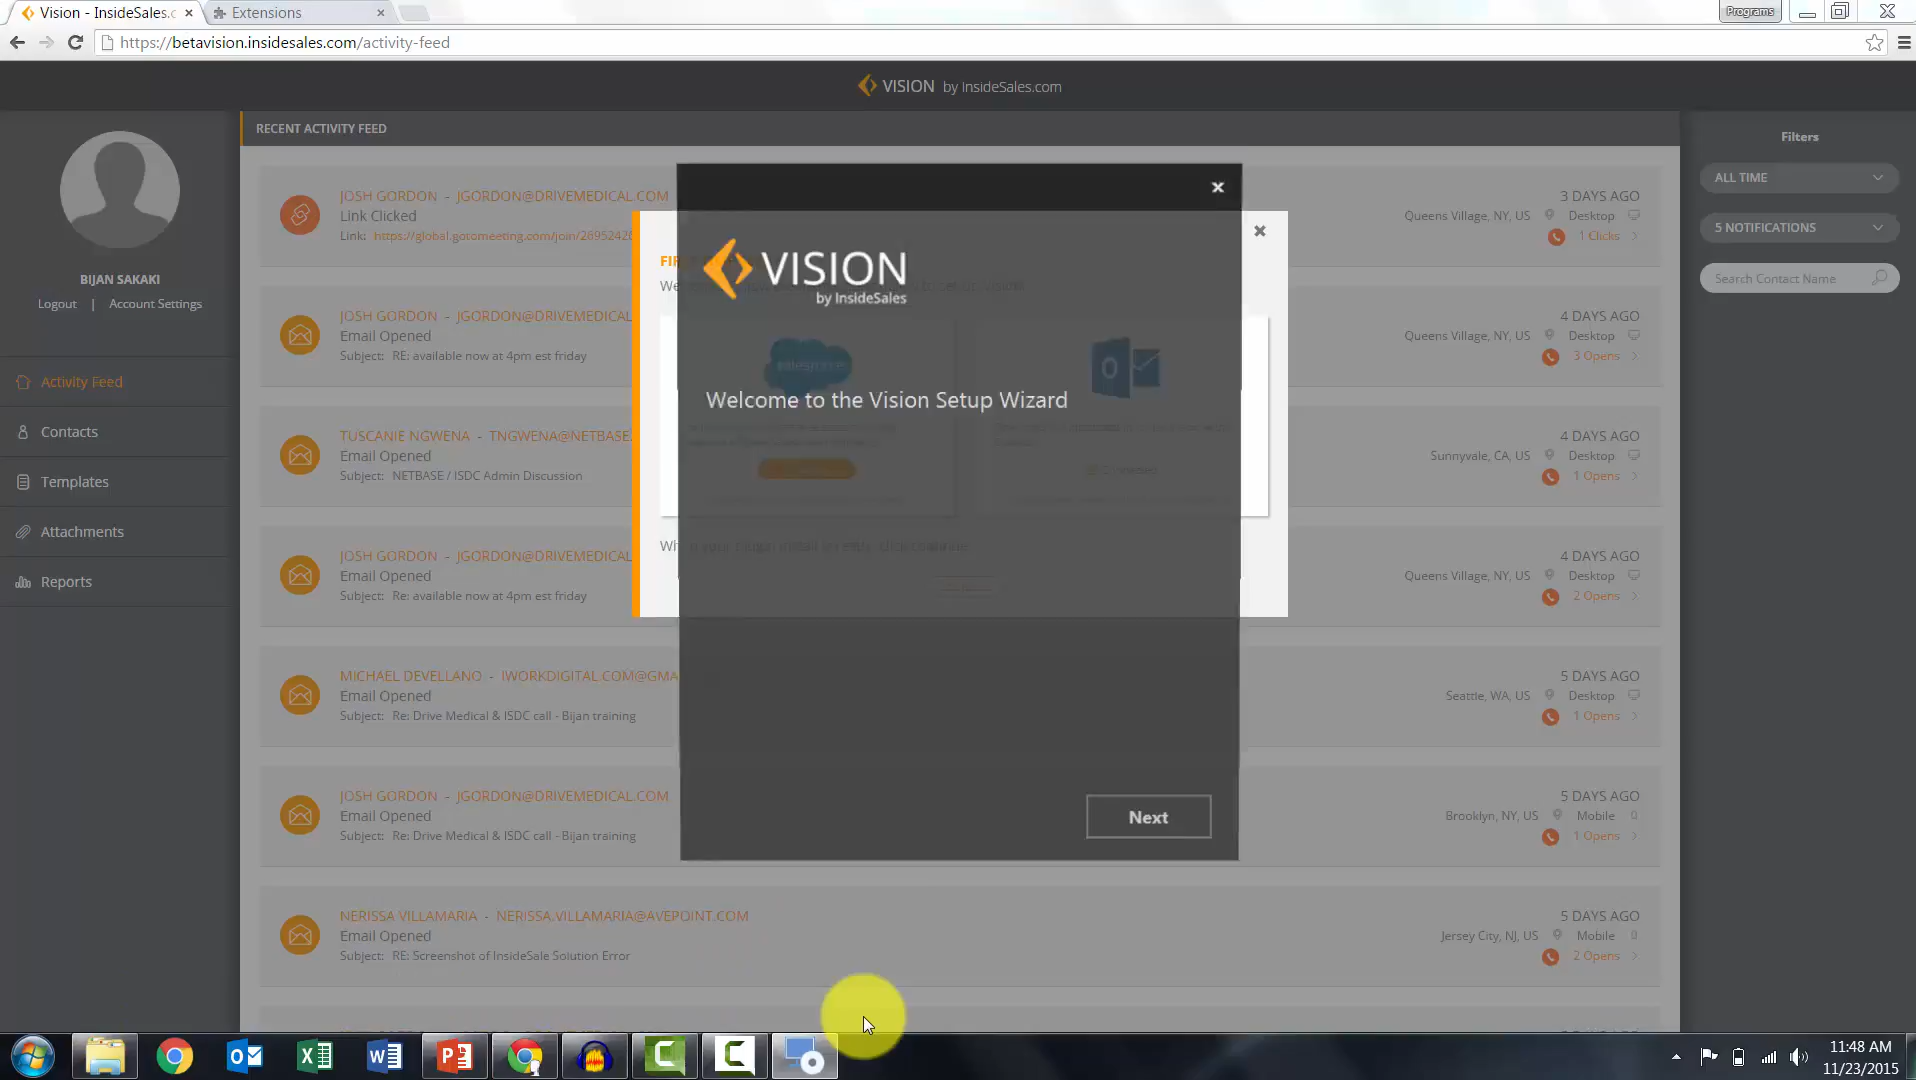 Vision - InsideSales.c
Extensions
Programs
https://betavision.insidesales.com/activity-feed
VISION by InsideSales.com
RECENT ACTIVITY FEED
Filters
BIJAN SAKAKI
Logout | Account Settings
Activity Feed
Contacts
Templates
Attachments
Reports
JOSH GORDON - JGORDON@DRIVEMEDICAL.COM
Link Clicked
Link: https://global.gotomeeting.com/join/2695242
3 DAYS AGO
Queens Village, NY, US Desktop
1 Clicks
JOSH GORDON - JGORDON@DRIVEMEDICAL
Email Opened
Subject: RE: available now at 4pm est friday
4 DAYS AGO
Queens Village, NY, US Desktop
3 Opens
TUSCANIE NGWENA - TNGWENA@NETBASE.
Email Opened
Subject: NETBASE / ISDC Admin Discussion
4 DAYS AGO
Sunnyvale, CA, US Desktop
1 Opens
JOSH GORDON - JGORDON@DRIVEMEDICAL
Email Opened
Subject: Re: available now at 4pm est friday
4 DAYS AGO
Queens Village, NY, US Desktop
2 Opens
MICHAEL DEVELLANO - IWORKDIGITAL.COM@GMA
Email Opened
Subject: Re: Drive Medical & ISDC call - Bijan training
5 DAYS AGO
Seattle, WA, US Desktop
1 Opens
JOSH GORDON - JGORDON@DRIVEMEDICAL.COM
Email Opened
Subject: Re: Drive Medical & ISDC call - Bijan training
5 DAYS AGO
Brooklyn, NY, US Mobile
1 Opens
NERISSA VILLAMARIA - NERISSA.VILLAMARIA@AVEPOINT.COM
Email Opened
Subject: RE: Screenshot of InsideSale Solution Error
5 DAYS AGO
Jersey City, NJ, US Mobile
2 Opens
VISION
by InsideSales
Welcome to the Vision Setup Wizard
Next
ALL TIME
5 NOTIFICATIONS
Search Contact Name
11:48 AM
11/23/2015